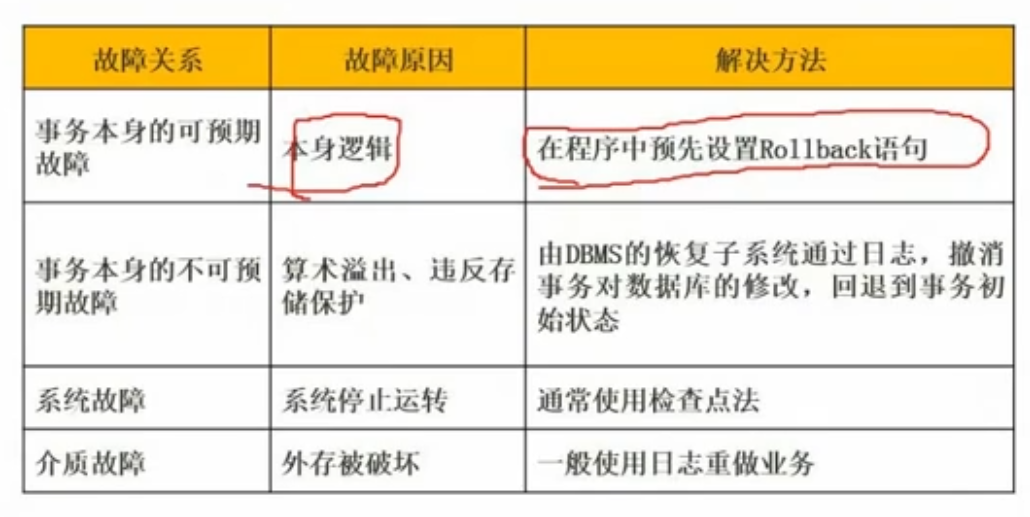 故障关系 故障原因 解决方法
事务本身的可预期
故障
本身逻辑
在程序中预先设置Rollback语句
事务本身的不可预
期故障
算术溢出、违反存
储保护
由DBMS的恢复子系统通过日志，撤消
事务对数据库的修改，回退到事务初
始状态
系统故障 系统停止运转 通常使用检查点法
介质故障 外存被破坏 一般使用日志重做业务